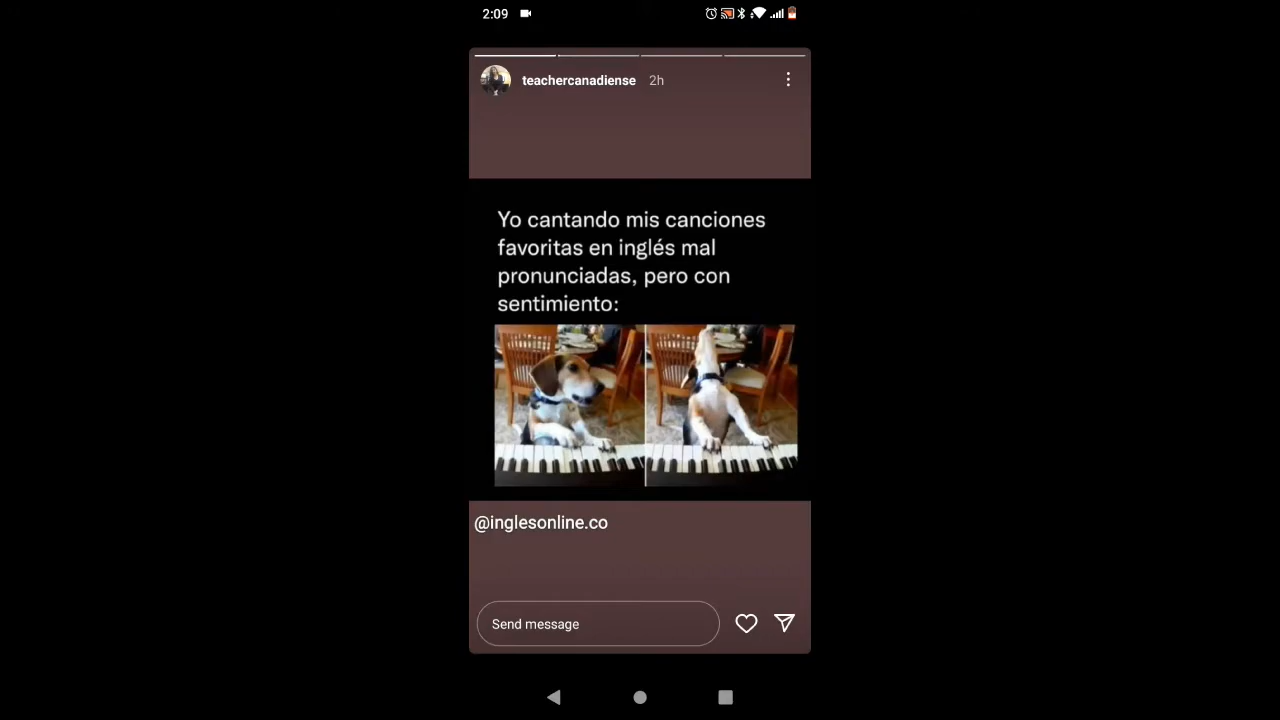 2:09
teachercanadiense 2h
Yo cantando mis canciones
favoritas en inglés mal
pronunciadas, pero con
sentimiento:
@inglesonline.co
Send message